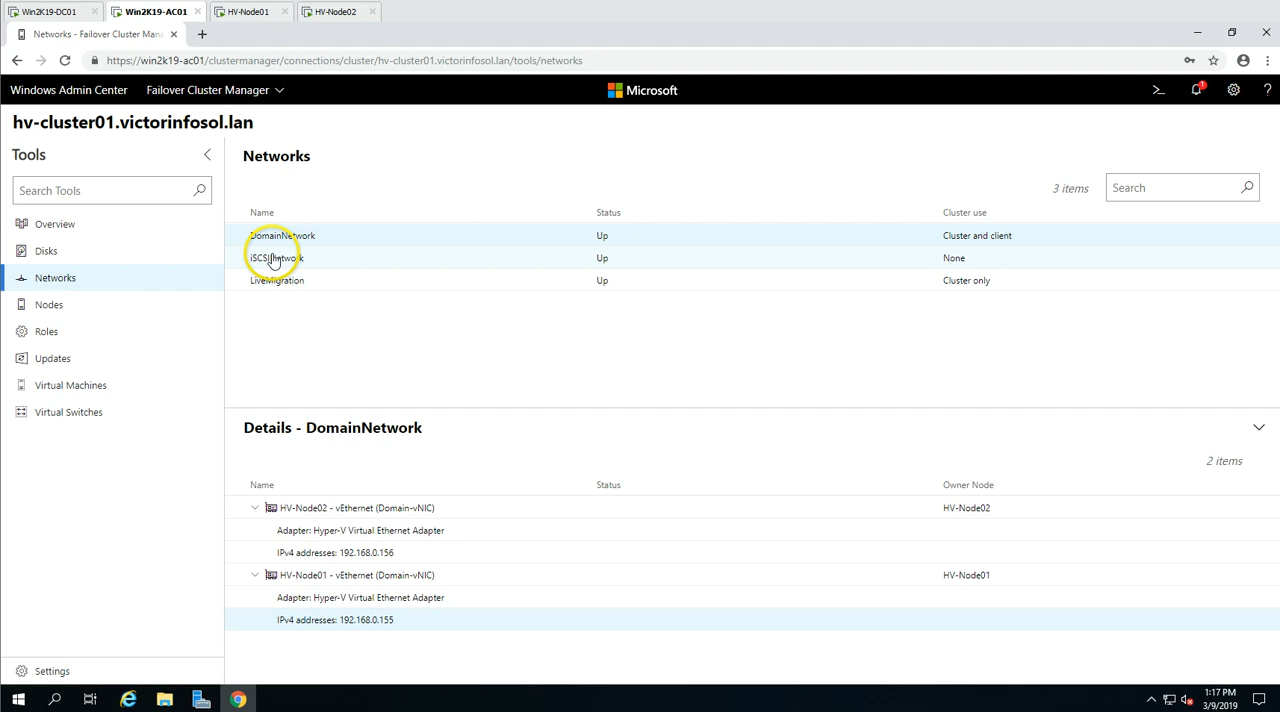 Win2K19-DC01
Win2K19-AC01
HV-Node01
HV-Node02
Networks - Failover Cluster Mana
https://win2k19-ac01/clustermanager/connections/cluster/hv-cluster01.victorinfosol.lan/tools/networks
Windows Admin Center
Failover Cluster Manager
Microsoft
1
?
hv-cluster01.victorinfosol.lan
Tools
Search Tools
Overview
Disks
Networks
Nodes
Roles
Updates
Virtual Machines
Virtual Switches
Settings
Networks
3 items
Search
Name Status Cluster use
DomainNetwork Up Cluster and client
iSCSINetwork Up None
LiveMigration Up Cluster only
Details - DomainNetwork
2 items
Name Status Owner Node
HV-Node02 - vEthernet (Domain-vNIC) HV-Node02
Adapter: Hyper-V Virtual Ethernet Adapter
IPv4 addresses: 192.168.0.156
HV-Node01 - vEthernet (Domain-vNIC) HV-Node01
Adapter: Hyper-V Virtual Ethernet Adapter
IPv4 addresses: 192.168.0.155
1:17 PM
3/9/2019